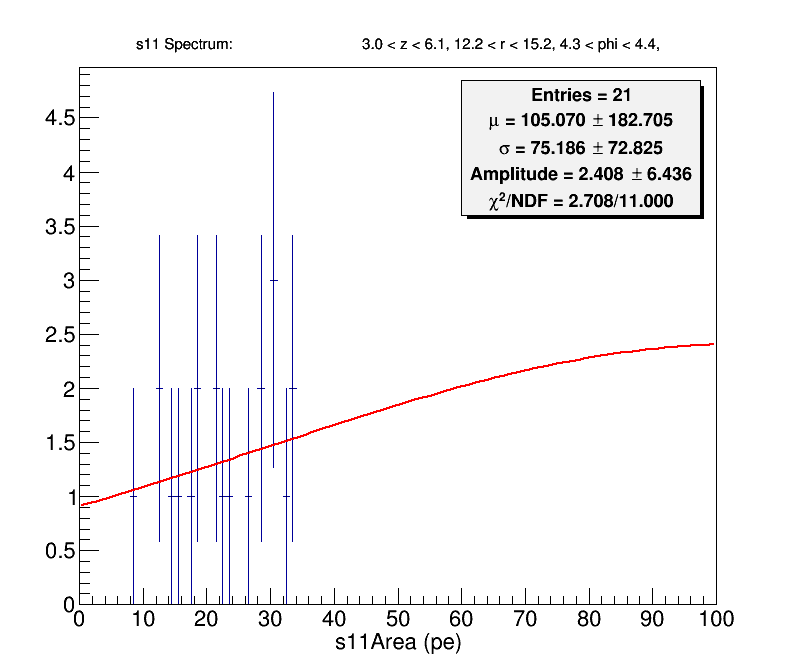 s11 Spectrum: 3.0 < z < 6.1, 12.2 < r < 15.2, 4.3 < phi < 4.4,
Entries = 21
μ = 105.070 ± 182.705
σ = 75.186 ± 72.825
Amplitude = 2.408 ± 6.436
χ²/NDF = 2.708/11.000
4.5
4
3.5
3
2.5
2
1.5
1
0.5
0
0 10 20 30 40 50 60 70 80 90 100
s11Area (pe)